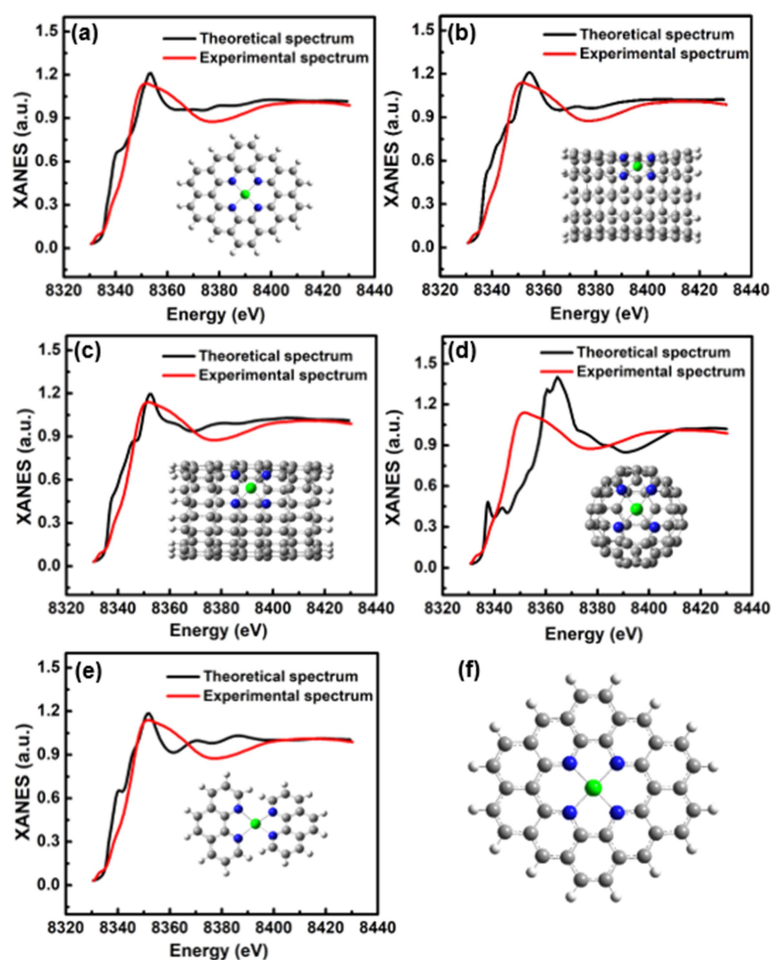 (a)
Theoretical spectrum
Experimental spectrum
XANES (a.u.)
1.5
1.2
0.9
0.6
0.3
0.0
8320 8340 8360 8380 8400 8420 8440
Energy (eV)
(b)
Theoretical spectrum
Experimental spectrum
XANES (a.u.)
1.5
1.2
0.9
0.6
0.3
0.0
8320 8340 8360 8380 8400 8420 8440
Energy (eV)
(c)
Theoretical spectrum
Experimental spectrum
XANES (a.u.)
1.5
1.2
0.9
0.6
0.3
0.0
8320 8340 8360 8380 8400 8420 8440
Energy (eV)
(d)
Theoretical spectrum
Experimental spectrum
XANES (a.u.)
1.5
1.2
0.9
0.6
0.3
0.0
8320 8340 8360 8380 8400 8420 8440
Energy (eV)
(e)
Theoretical spectrum
Experimental spectrum
XANES (a.u.)
1.5
1.2
0.9
0.6
0.3
0.0
8320 8340 8360 8380 8400 8420 8440
Energy (eV)
(f)